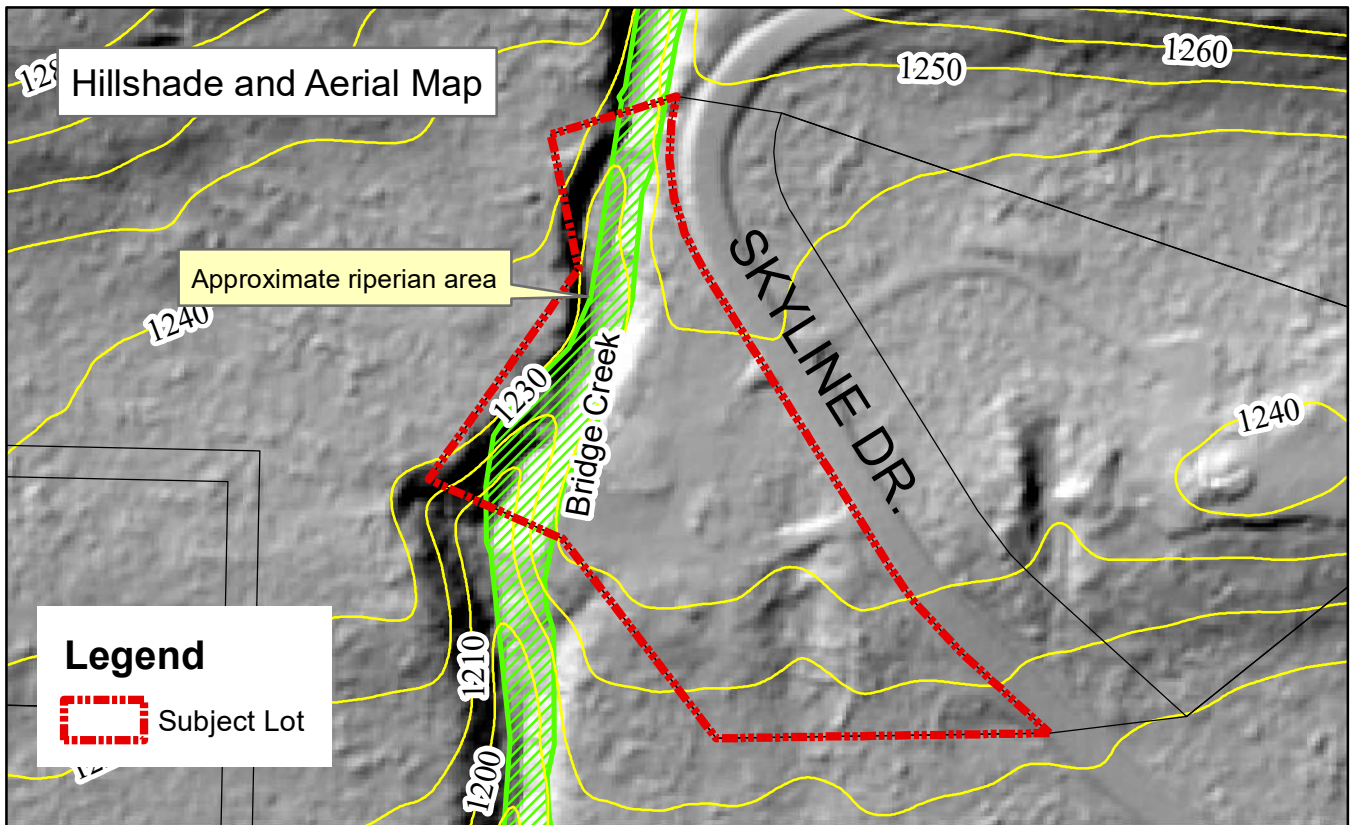 Hillshade and Aerial Map
1260
1250
Approximate riperian area
1240
SKYLINE DR.
1230
Bridge Creek
1240
1210
1200
Legend
Subject Lot